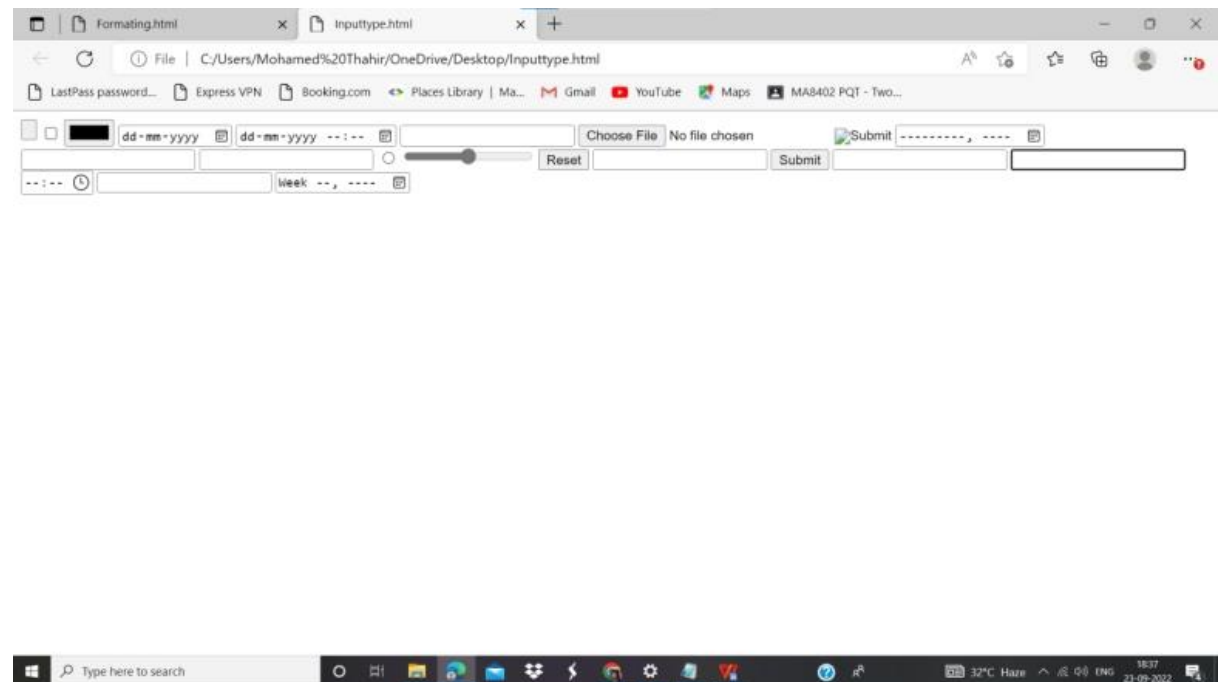 Formating.html Inputtype.html
File | C:/Users/Mohamed%20Thahir/OneDrive/Desktop/Inputtype.html
LastPass password... Express VPN Booking.com Places Library | Ma... Gmail YouTube Maps MA8402 PQT - Two...
dd-mm-yyyy dd-mm-yyyy --:-- Choose File No file chosen Submit ---------, ----
Reset Submit
--:-- Week --, ----
Type here to search 32°C Haze ENG 18:37
23-09-2022